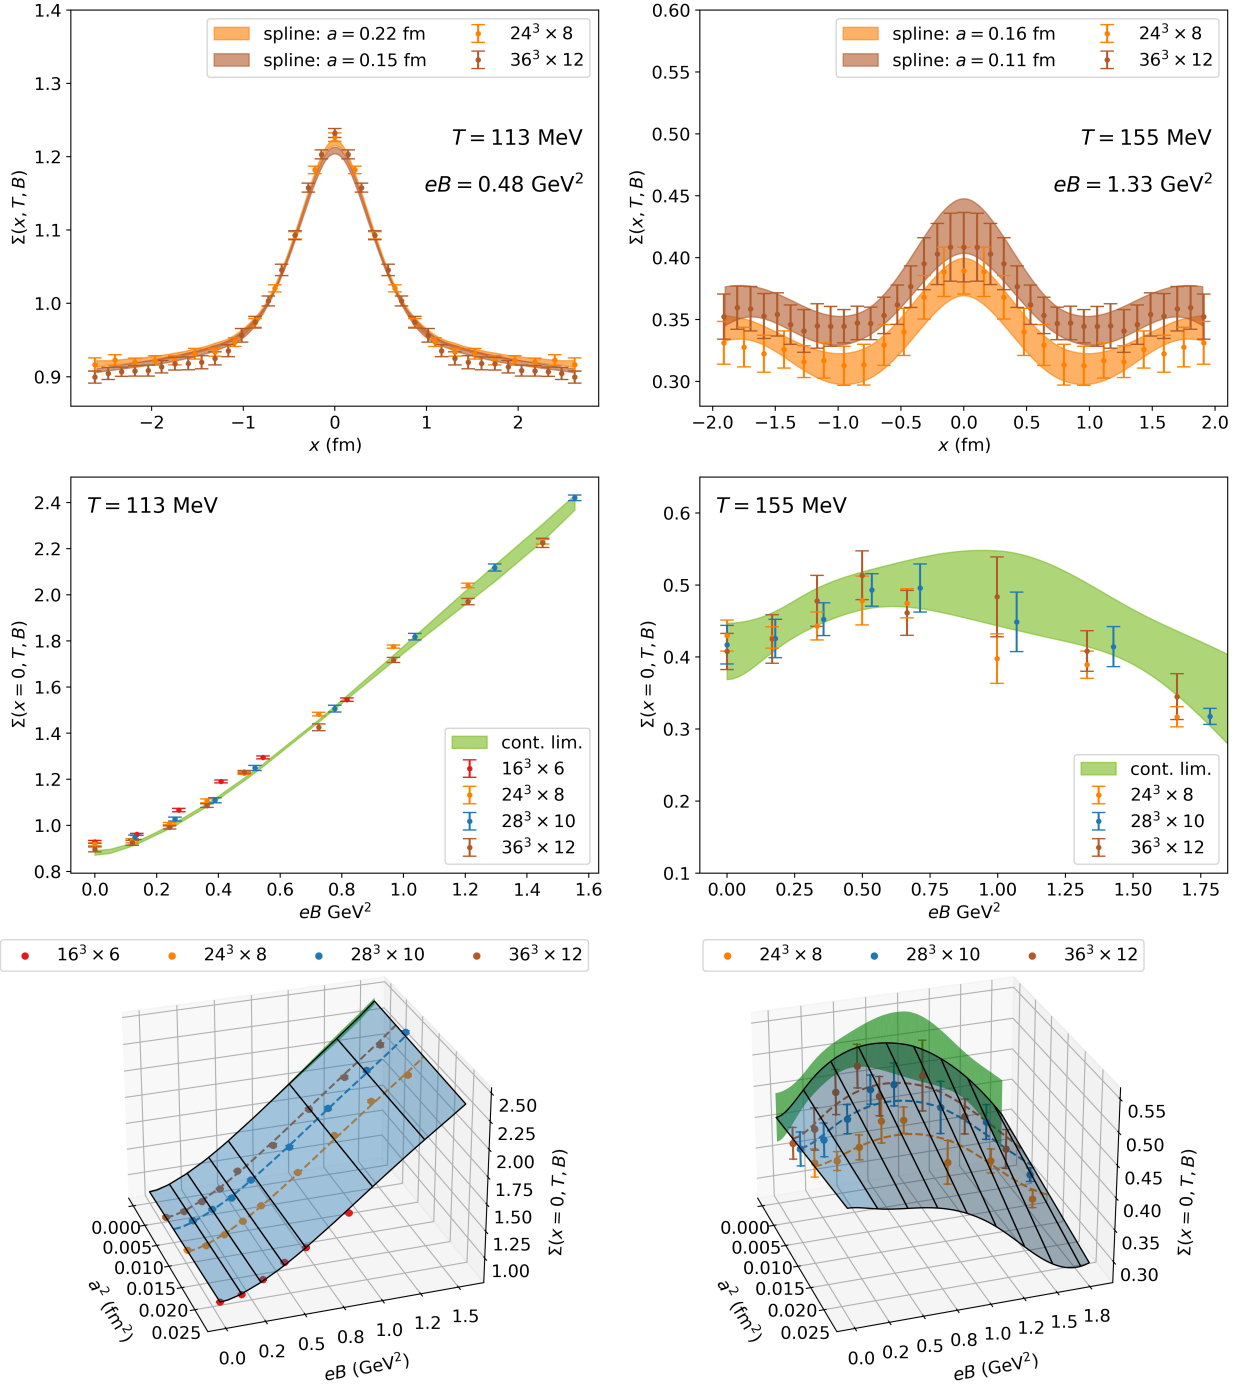 spline: a = 0.22 fm 24³ × 8
spline: a = 0.15 fm 36³ × 12
T = 113 MeV
eB = 0.48 GeV²
Σ(x, T, B)
1.4
1.3
1.2
1.1
1.0
0.9
−2 −1 0 1 2
x (fm)
spline: a = 0.16 fm 24³ × 8
spline: a = 0.11 fm 36³ × 12
T = 155 MeV
eB = 1.33 GeV²
Σ(x, T, B)
0.60
0.55
0.50
0.45
0.40
0.35
0.30
−2.0 −1.5 −1.0 −0.5 0.0 0.5 1.0 1.5 2.0
x (fm)
T = 113 MeV
Σ(x = 0, T, B)
2.4
2.2
2.0
1.8
1.6
1.4
1.2
1.0
0.8
cont. lim.
16³ × 6
24³ × 8
28³ × 10
36³ × 12
0.0 0.2 0.4 0.6 0.8 1.0 1.2 1.4 1.6
eB GeV²
T = 155 MeV
Σ(x = 0, T, B)
0.6
0.5
0.4
0.3
0.2
0.1
cont. lim.
24³ × 8
28³ × 10
36³ × 12
0.00 0.25 0.50 0.75 1.00 1.25 1.50 1.75
eB GeV²
16³ × 6 24³ × 8 28³ × 10 36³ × 12
2.50
2.25
2.00
1.75
1.50
1.25
1.00
Σ(x = 0, T, B)
0.000
0.005
0.010
0.015
0.020
0.025
a² (fm²)
0.0 0.2 0.5 0.8 1.0 1.2 1.5
eB (GeV²)
24³ × 8 28³ × 10 36³ × 12
0.55
0.50
0.45
0.40
0.35
0.30
Σ(x = 0, T, B)
0.000
0.005
0.010
0.015
0.020
0.025
a² (fm²)
0.0 0.2 0.5 0.8 1.0 1.2 1.5 1.8
eB (GeV²)